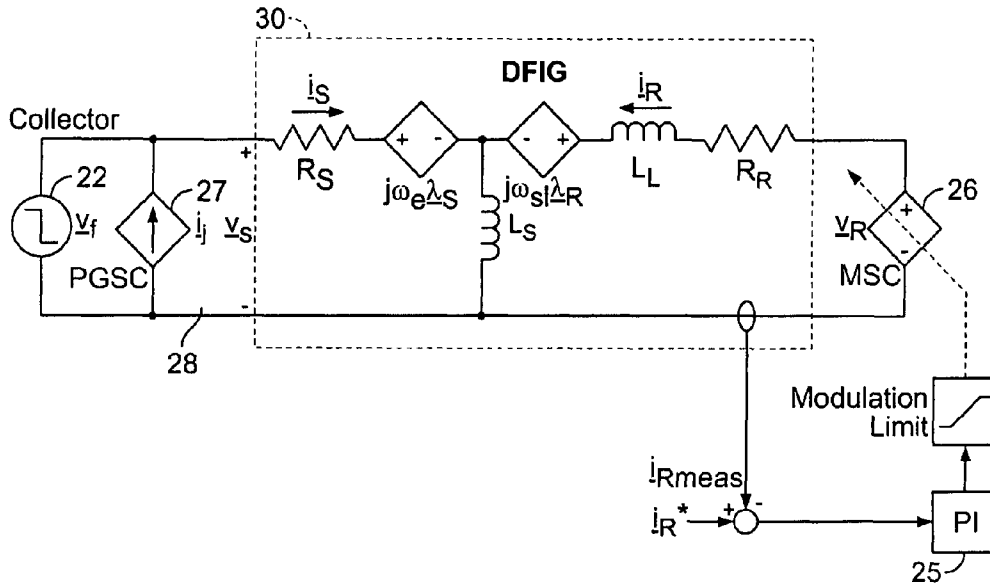 30
DFIG
i_S
i_R
Collector
22
27
+
+
-
-
+
R_S
jω_eλ_S
jω_slλ_R
L_L
R_R
26
v_f
i_j
v_S
L_S
v_R
+
-
PGSC
MSC
-
28
Modulation
Limit
i_Rmeas
i_R*
+
-
PI
25